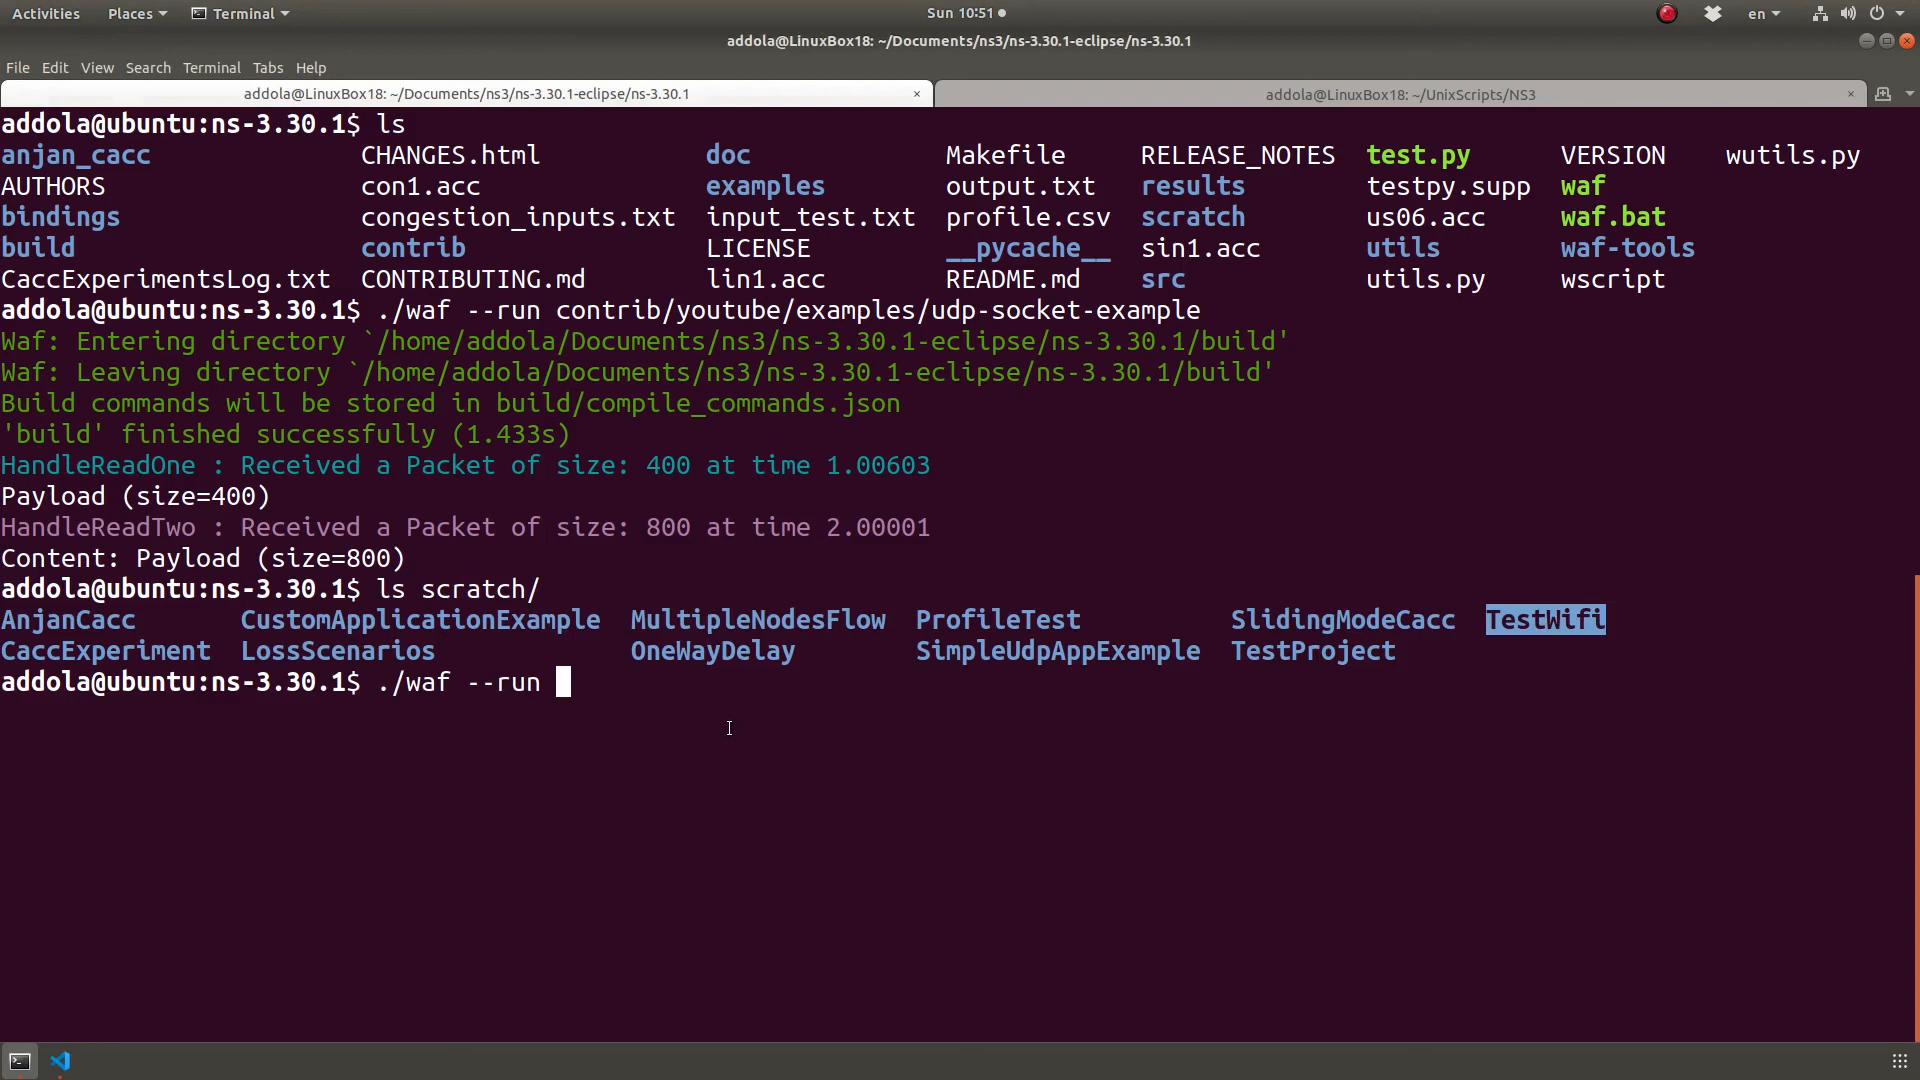 Activities Places Terminal Sun 10:51 en
addola@LinuxBox18: ~/Documents/ns3/ns-3.30.1-eclipse/ns-3.30.1
File Edit View Search Terminal Tabs Help
addola@LinuxBox18: ~/Documents/ns3/ns-3.30.1-eclipse/ns-3.30.1 × addola@LinuxBox18: ~/UnixScripts/NS3 ×
addola@ubuntu:ns-3.30.1$ ls
anjan_cacc CHANGES.html doc Makefile RELEASE_NOTES test.py VERSION wutils.py
AUTHORS con1.acc examples output.txt results testpy.supp waf
bindings congestion_inputs.txt input_test.txt profile.csv scratch us06.acc waf.bat
build contrib LICENSE __pycache__ sin1.acc utils waf-tools
CaccExperimentsLog.txt CONTRIBUTING.md lin1.acc README.md src utils.py wscript
addola@ubuntu:ns-3.30.1$ ./waf --run contrib/youtube/examples/udp-socket-example
Waf: Entering directory `/home/addola/Documents/ns3/ns-3.30.1-eclipse/ns-3.30.1/build'
Waf: Leaving directory `/home/addola/Documents/ns3/ns-3.30.1-eclipse/ns-3.30.1/build'
Build commands will be stored in build/compile_commands.json
'build' finished successfully (1.433s)
HandleReadOne : Received a Packet of size: 400 at time 1.00603
Payload (size=400)
HandleReadTwo : Received a Packet of size: 800 at time 2.00001
Content: Payload (size=800)
addola@ubuntu:ns-3.30.1$ ls scratch/
AnjanCacc CustomApplicationExample MultipleNodesFlow ProfileTest SlidingModeCacc TestWifi
CaccExperiment LossScenarios OneWayDelay SimpleUdpAppExample TestProject
addola@ubuntu:ns-3.30.1$ ./waf --run